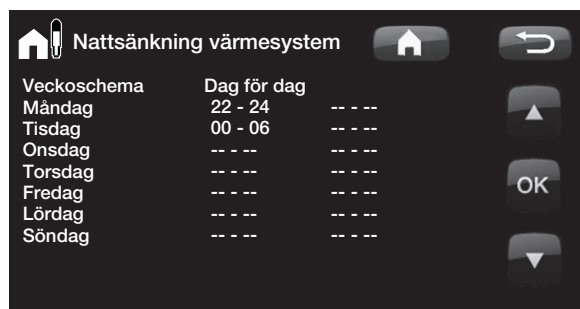 Nattsänkning värmesystem
Veckoschema Dag för dag
Måndag 22 - 24 -- - --
Tisdag 00 - 06 -- - --
Onsdag -- - -- -- - --
Torsdag -- - -- -- - --
Fredag -- - -- -- - --
Lördag -- - -- -- - --
Söndag -- - -- -- - --
OK